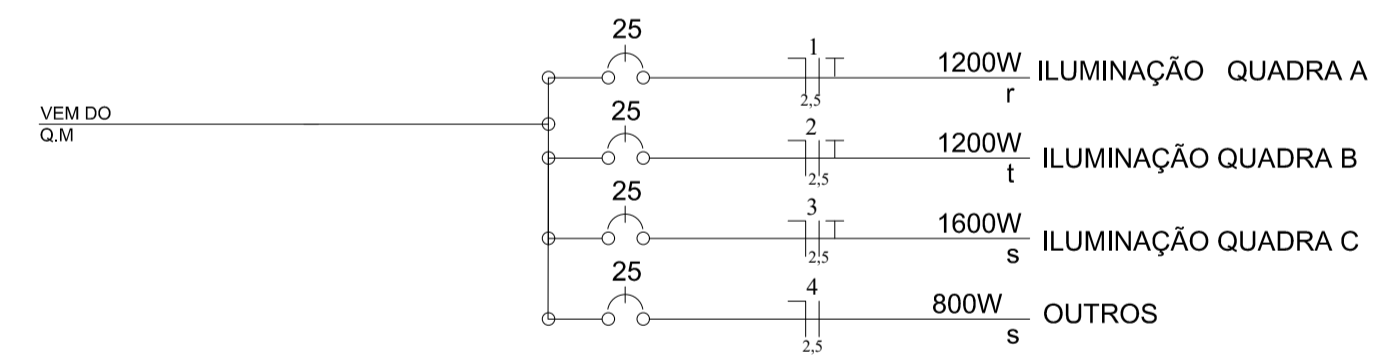 25
1
1200W ILUMINAÇÃO QUADRA A
2,5
r
VEM DO
Q.M
25
2
1200W ILUMINAÇÃO QUADRA B
2,5
t
25
3
1600W ILUMINAÇÃO QUADRA C
2,5
s
25
4
800W OUTROS
2,5
s